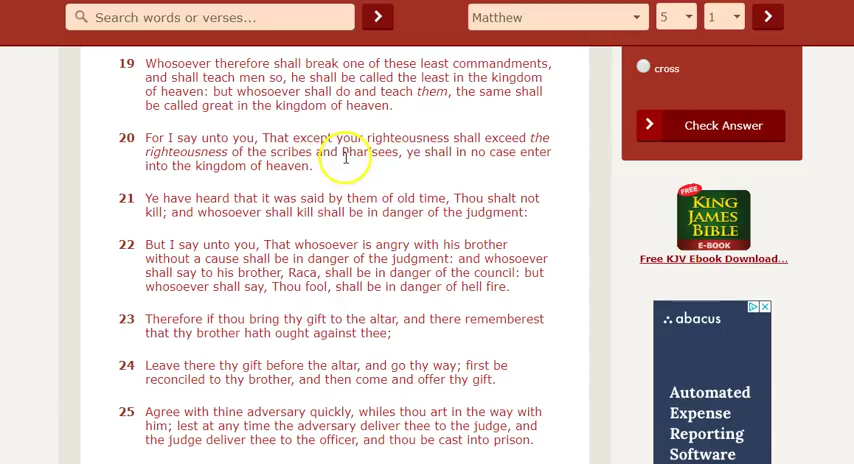 Search words or verses...
Matthew
5
1
19 Whosoever therefore shall break one of these least commandments,
and shall teach men so, he shall be called the least in the kingdom
of heaven: but whosoever shall do and teach them, the same shall
be called great in the kingdom of heaven.
20 For I say unto you, That except your righteousness shall exceed the
righteousness of the scribes and Pharisees, ye shall in no case enter
into the kingdom of heaven.
21 Ye have heard that it was said by them of old time, Thou shalt not
kill; and whosoever shall kill shall be in danger of the judgment:
22 But I say unto you, That whosoever is angry with his brother
without a cause shall be in danger of the judgment: and whosoever
shall say to his brother, Raca, shall be in danger of the council: but
whosoever shall say, Thou fool, shall be in danger of hell fire.
23 Therefore if thou bring thy gift to the altar, and there rememberest
that thy brother hath ought against thee;
24 Leave there thy gift before the altar, and go thy way; first be
reconciled to thy brother, and then come and offer thy gift.
25 Agree with thine adversary quickly, whiles thou art in the way with
him; lest at any time the adversary deliver thee to the judge, and
the judge deliver thee to the officer, and thou be cast into prison.
cross
Check Answer
FREE
KING
JAMES
BIBLE
E-BOOK
Free KJV Ebook Download...
abacus
Automated
Expense
Reporting
Software